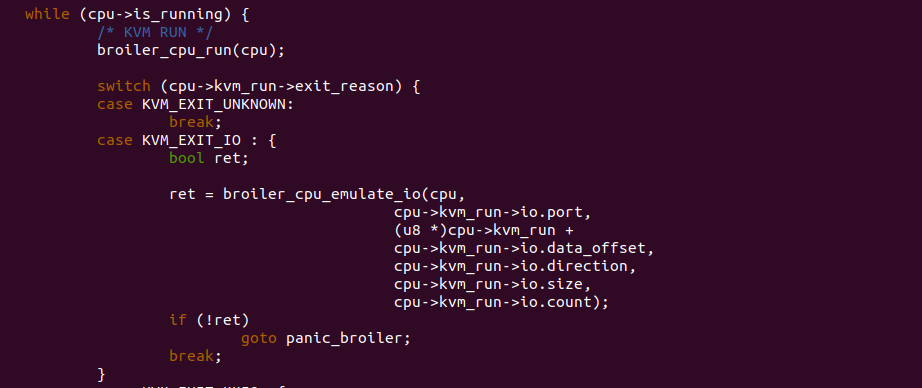 while (cpu->is_running) {
/* KVM RUN */
broiler_cpu_run(cpu);
switch (cpu->kvm_run->exit_reason) {
case KVM_EXIT_UNKNOWN:
break;
case KVM_EXIT_IO : {
bool ret;
ret = broiler_cpu_emulate_io(cpu,
cpu->kvm_run->io.port,
(u8 *)cpu->kvm_run +
cpu->kvm_run->io.data_offset,
cpu->kvm_run->io.direction,
cpu->kvm_run->io.size,
cpu->kvm_run->io.count);
if (!ret)
goto panic_broiler;
break;
}